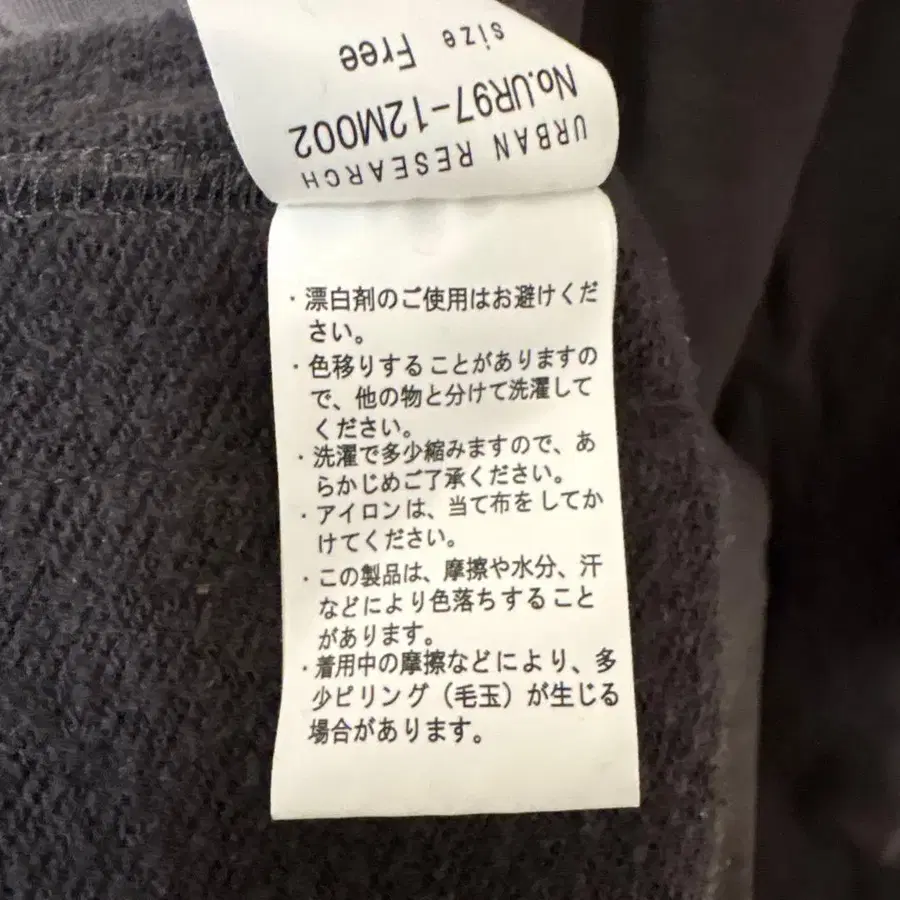 size Free
No.UR97-12M002
URBAN RESEARCH
・漂白剤のご使用はお避けくだ
さい。
・色移りすることがありますの
で、他の物と分けて洗濯して
ください。
・洗濯で多少縮みますので、あ
らかじめご了承ください。
・アイロンは、当て布をしてか
けてください。
・この製品は、摩擦や水分、汗
などにより色落ちすること
があります。
・着用中の摩擦などにより、多
少ピリング（毛玉）が生じる
場合があります。